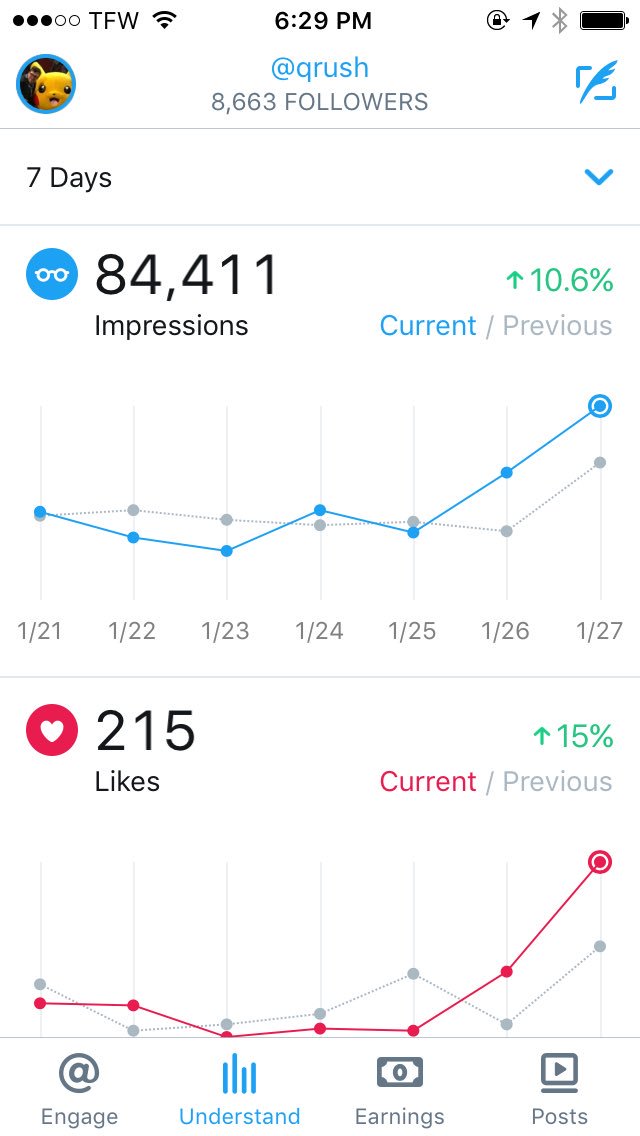 TFW 6:29 PM
@qrush
8,663 FOLLOWERS
7 Days
84,411 ↑10.6%
Impressions Current / Previous
1/21 1/22 1/23 1/24 1/25 1/26 1/27
215 ↑15%
Likes Current / Previous
Engage Understand Earnings Posts